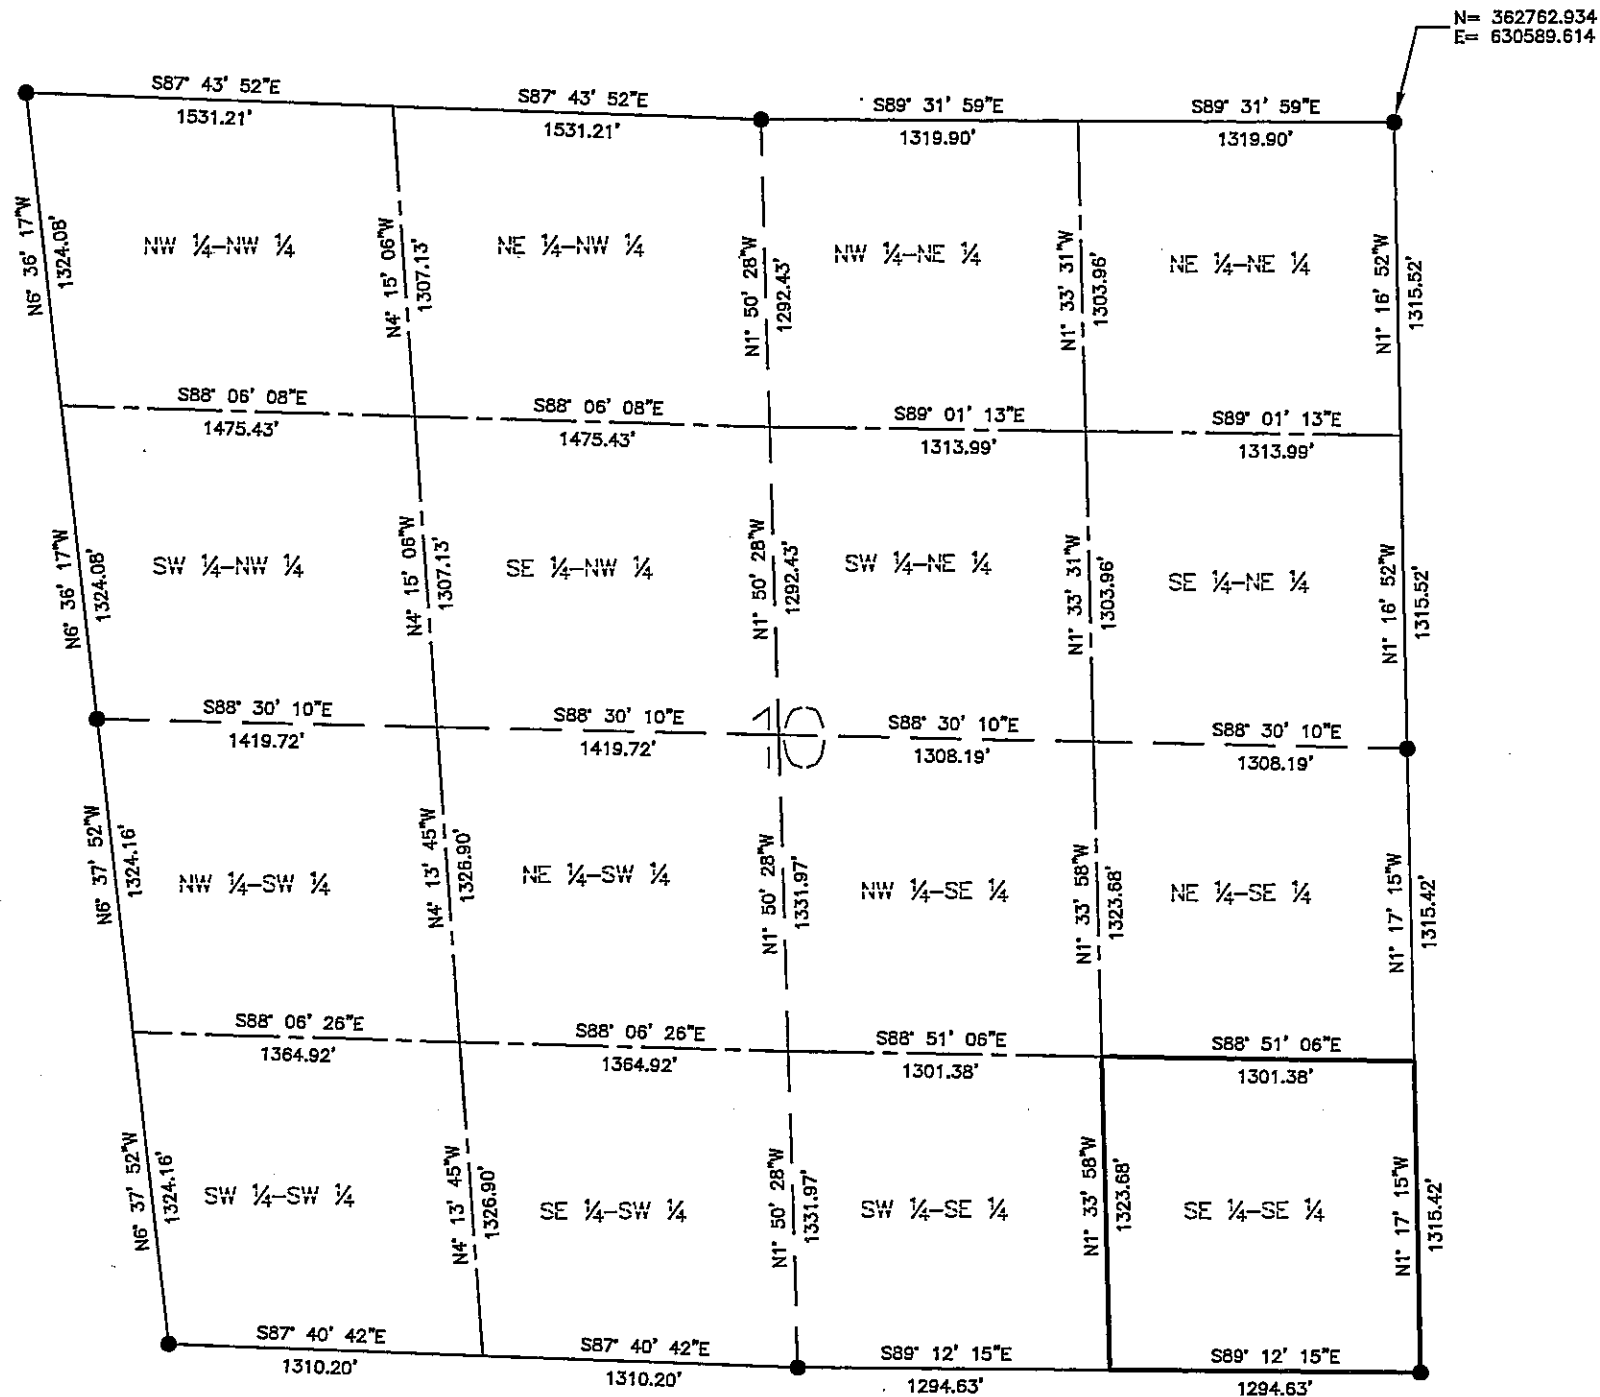 N= 362762.934
E= 630589.614
S87° 43' 52"E
1531.21'
S87° 43' 52"E
1531.21'
S89° 31' 59"E
1319.90'
S89° 31' 59"E
1319.90'
N6° 36' 17"W
1324.08'
NW ¼-NW ¼
N4° 15' 06"W
1307.13'
NE ¼-NW ¼
N1° 50' 28"W
1292.43'
NW ¼-NE ¼
N1° 33' 31"W
1303.96'
NE ¼-NE ¼
N1° 16' 52"W
1315.52'
S88° 06' 08"E
1475.43'
S88° 06' 08"E
1475.43'
S89° 01' 13"E
1313.99'
S89° 01' 13"E
1313.99'
N6° 36' 17"W
1324.08'
SW ¼-NW ¼
N4° 15' 06"W
1307.13'
SE ¼-NW ¼
N1° 50' 28"W
1292.43'
SW ¼-NE ¼
N1° 33' 31"W
1303.96'
SE ¼-NE ¼
N1° 16' 52"W
1315.52'
S88° 30' 10"E
1419.72'
S88° 30' 10"E
1419.72'
10
S88° 30' 10"E
1308.19'
S88° 30' 10"E
1308.19'
N6° 37' 52"W
1324.16'
NW ¼-SW ¼
N4° 13' 45"W
1326.90'
NE ¼-SW ¼
N1° 50' 28"W
1331.97'
NW ¼-SE ¼
N1° 33' 58"W
1323.68'
NE ¼-SE ¼
N1° 17' 15"W
1315.42'
S88° 06' 26"E
1364.92'
S88° 06' 26"E
1364.92'
S88° 51' 06"E
1301.38'
S88° 51' 06"E
1301.38'
N6° 37' 52"W
1324.16'
SW ¼-SW ¼
N4° 13' 45"W
1326.90'
SE ¼-SW ¼
N1° 50' 28"W
1331.97'
SW ¼-SE ¼
N1° 33' 58"W
1323.68'
SE ¼-SE ¼
N1° 17' 15"W
1315.42'
S87° 40' 42"E
1310.20'
S87° 40' 42"E
1310.20'
S89° 12' 15"E
1294.63'
S89° 12' 15"E
1294.63'